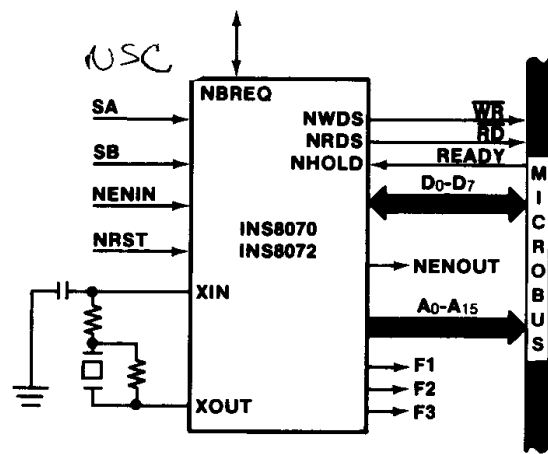 NSC
NBREQ
SA
SB
NENIN
NRST
XIN
XOUT
INS8070
INS8072
NWDS
NRDS
NHOLD
WR
RD
READY
D0-D7
NENOUT
A0-A15
F1
F2
F3
MICROBUS